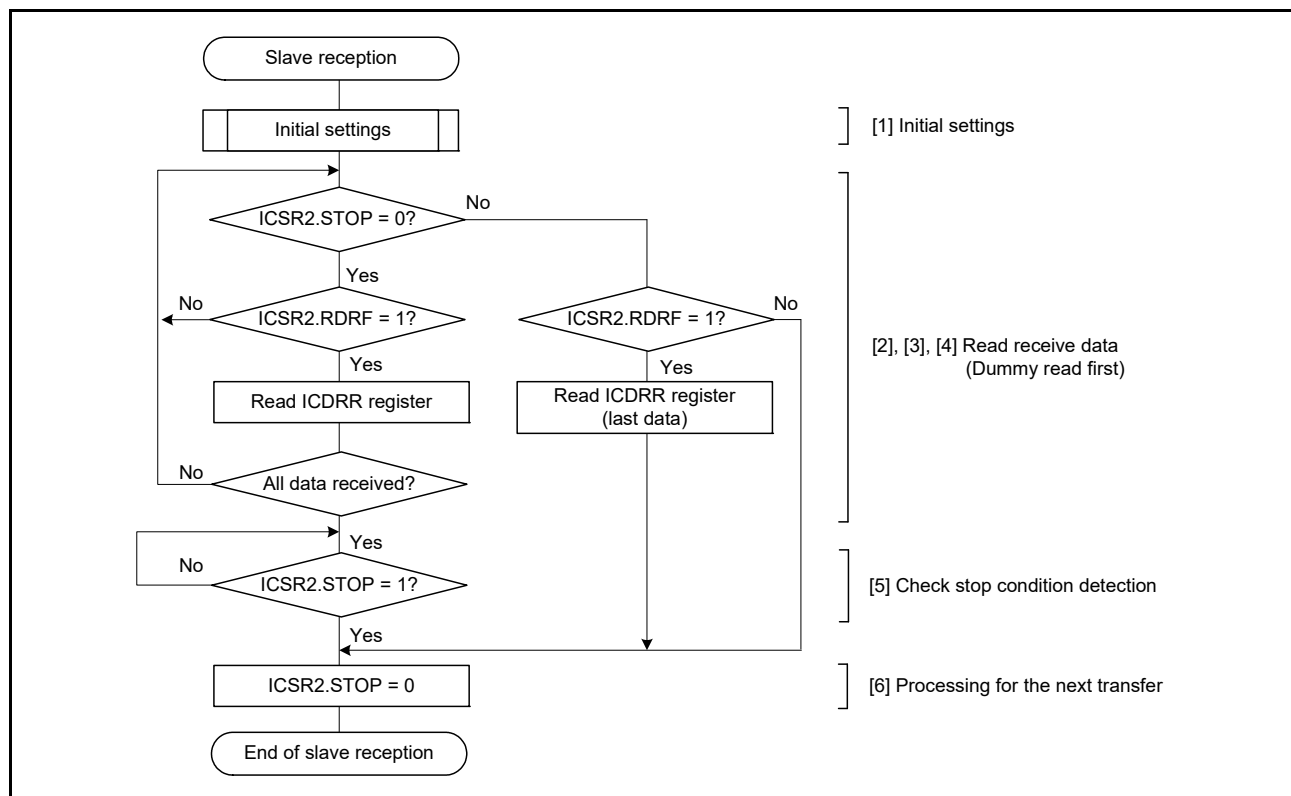 Slave reception
Initial settings
[1] Initial settings
ICSR2.STOP = 0?
No
Yes
No
ICSR2.RDRF = 1?
ICSR2.RDRF = 1?
No
Yes
Yes
[2], [3], [4] Read receive data
(Dummy read first)
Read ICDRR register
Read ICDRR register
(last data)
No
All data received?
Yes
No
ICSR2.STOP = 1?
[5] Check stop condition detection
Yes
ICSR2.STOP = 0
[6] Processing for the next transfer
End of slave reception